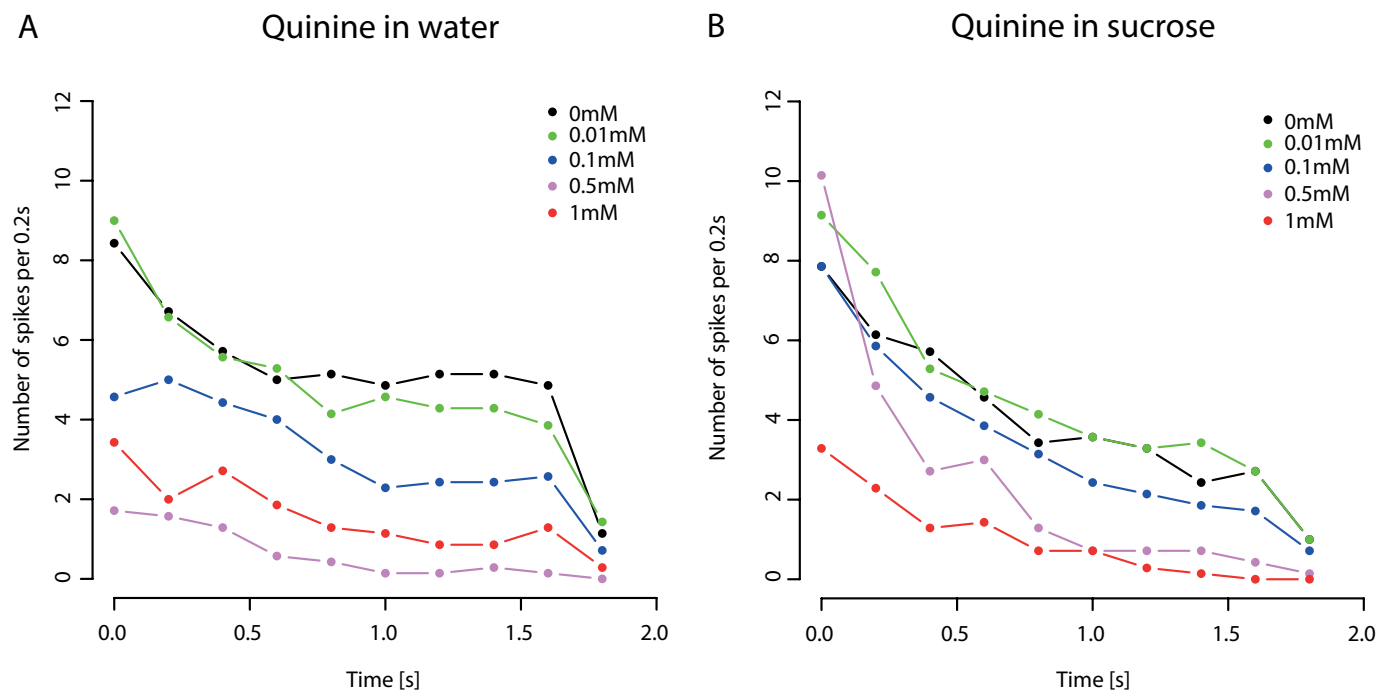 A
Quinine in water
Number of spikes per 0.2s
12
10
8
6
4
2
0
0mM
0.01mM
0.1mM
0.5mM
1mM
0.0
0.5
1.0
1.5
2.0
Time [s]
B
Quinine in sucrose
Number of spikes per 0.2s
12
10
8
6
4
2
0
0mM
0.01mM
0.1mM
0.5mM
1mM
0.0
0.5
1.0
1.5
2.0
Time [s]